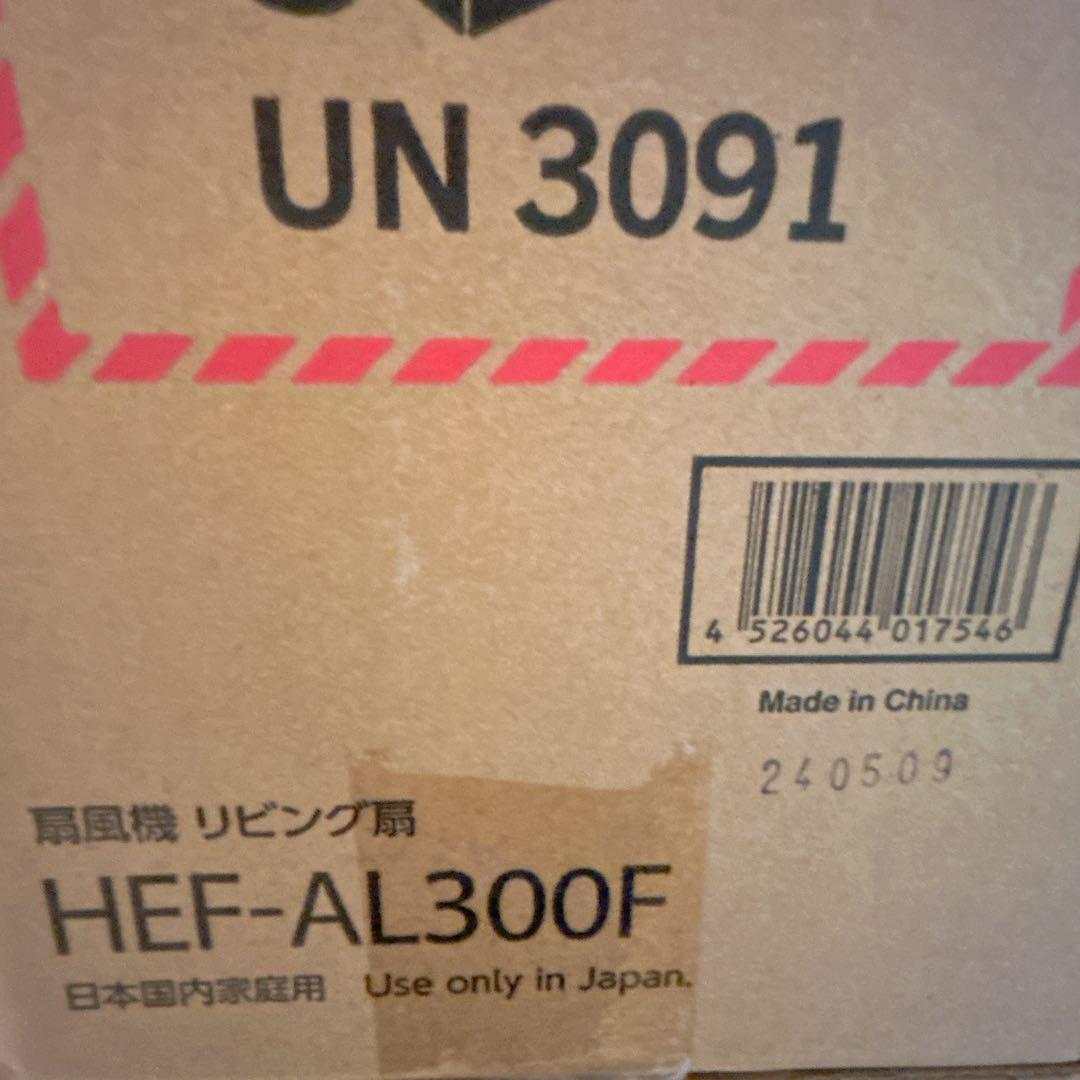 UN 3091
4 526044 017546
Made in China
240509
扇風機 リビング扇
HEF-AL300F
日本国内家庭用 Use only in Japan.